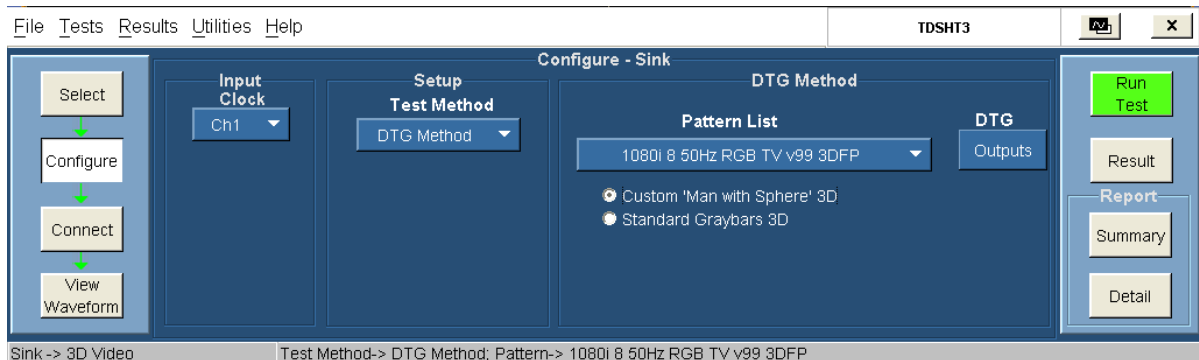 File Tests Results Utilities Help
TDSHT3
x
Configure - Sink
Select
Configure
Connect
View
Waveform
Input
Clock
Ch1
Setup
Test Method
DTG Method
DTG Method
Pattern List
1080i 8 50Hz RGB TV v99 3DFP
Custom 'Man with Sphere' 3D
Standard Graybars 3D
DTG
Outputs
Run
Test
Result
Report
Summary
Detail
Sink -> 3D Video
Test Method-> DTG Method; Pattern-> 1080i 8 50Hz RGB TV v99 3DFP